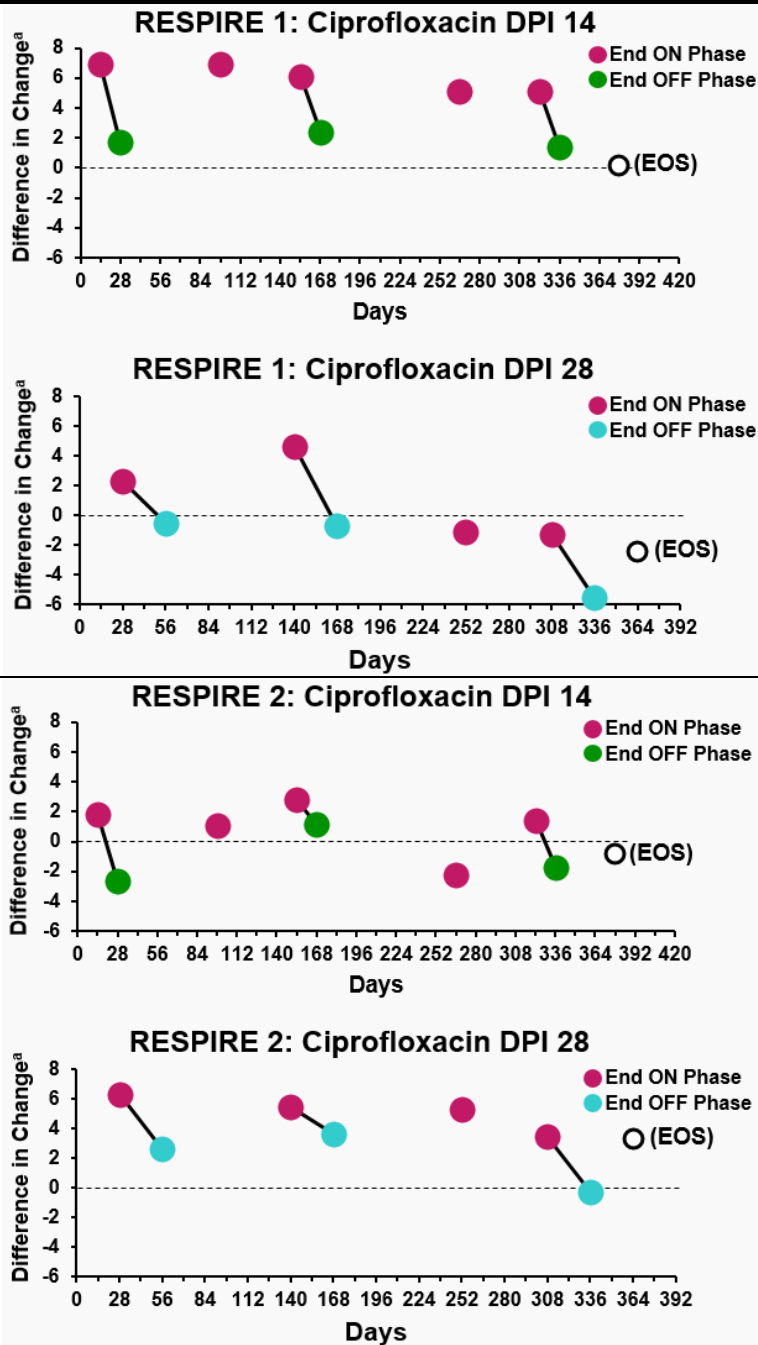 RESPIRE 1: Ciprofloxacin DPI 14
Difference in Changeᵃ
8
6
4
2
0
-2
-4
-6
End ON Phase
End OFF Phase
(EOS)
0 28 56 84 112 140 168 196 224 252 280 308 336 364 392 420
Days
RESPIRE 1: Ciprofloxacin DPI 28
Difference in Changeᵃ
8
6
4
2
0
-2
-4
-6
End ON Phase
End OFF Phase
(EOS)
0 28 56 84 112 140 168 196 224 252 280 308 336 364 392
Days
RESPIRE 2: Ciprofloxacin DPI 14
Difference in Changeᵃ
8
6
4
2
0
-2
-4
-6
End ON Phase
End OFF Phase
(EOS)
0 28 56 84 112 140 168 196 224 252 280 308 336 364 392 420
Days
RESPIRE 2: Ciprofloxacin DPI 28
Difference in Changeᵃ
8
6
4
2
0
-2
-4
-6
End ON Phase
End OFF Phase
(EOS)
0 28 56 84 112 140 168 196 224 252 280 308 336 364 392
Days